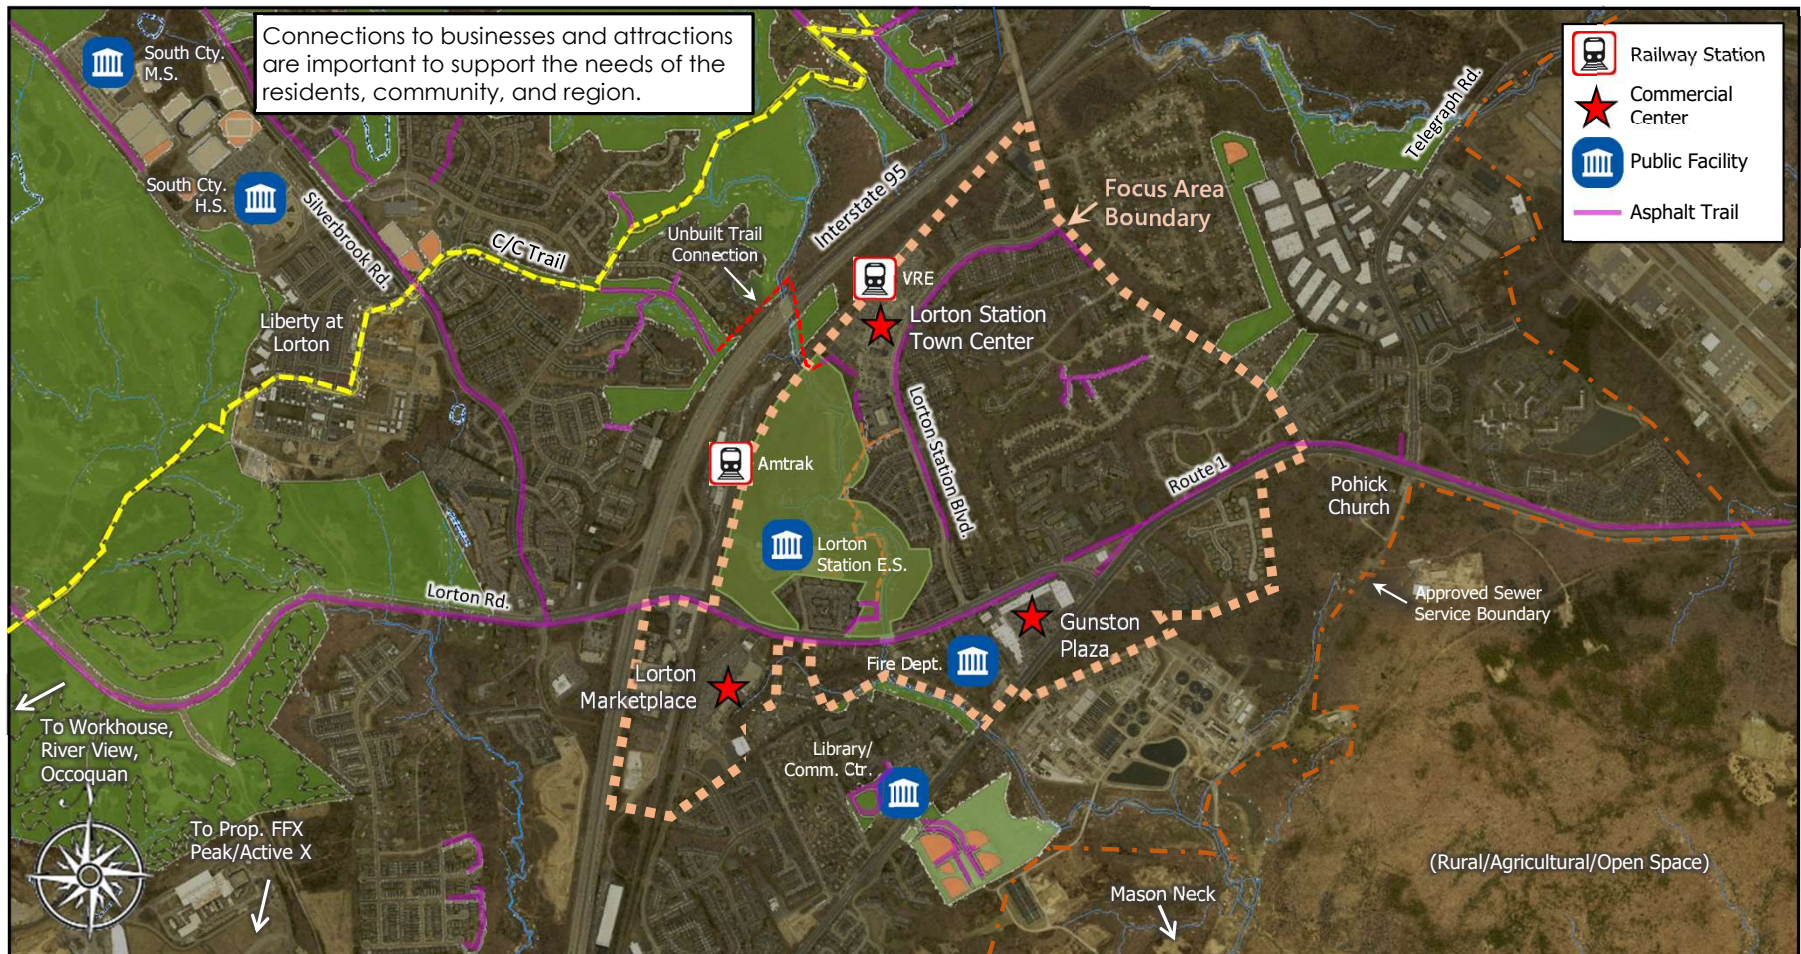 Connections to businesses and attractions
are important to support the needs of the
residents, community, and region.
South Cty.
M.S.
South Cty.
H.S.
Silverbrook Rd.
C/C Trail
Unbuilt Trail
Connection
Interstate 95
Telegraph Rd.
Railway Station
Commercial
Center
Public Facility
Asphalt Trail
Focus Area
Boundary
VRE
Lorton Station
Town Center
Liberty at
Lorton
Amtrak
Lorton Station Blvd.
Route 1
Pohick
Church
Lorton
Station E.S.
Lorton Rd.
Approved Sewer
Service Boundary
Gunston
Plaza
Fire Dept.
Lorton
Marketplace
To Workhouse,
River View,
Occoquan
Library/
Comm. Ctr.
To Prop. FFX
Peak/Active X
Mason Neck
(Rural/Agricultural/Open Space)